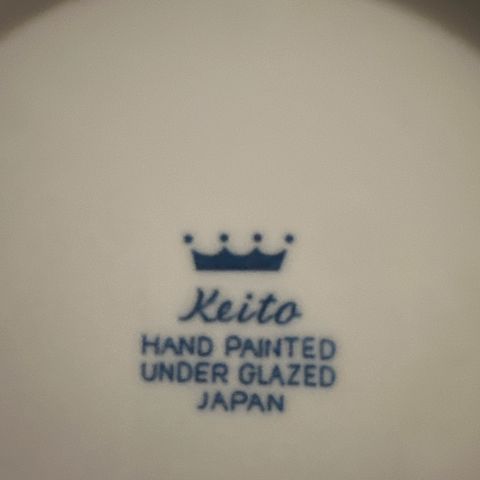 Keito
HAND PAINTED
UNDER GLAZED
JAPAN